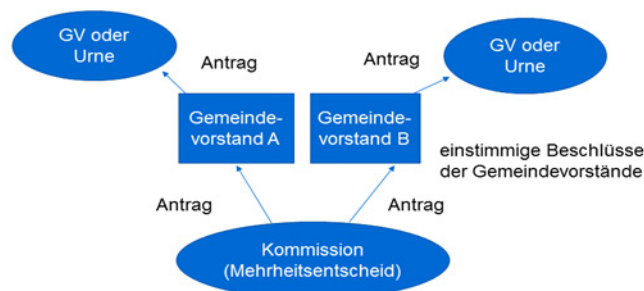 GV oder
Urne
GV oder
Urne
Antrag
Antrag
Gemeinde-
vorstand A
Gemeinde-
vorstand B
einstimmige Beschlüsse
der Gemeindevorstände
Antrag
Antrag
Kommission
(Mehrheitsentscheid)